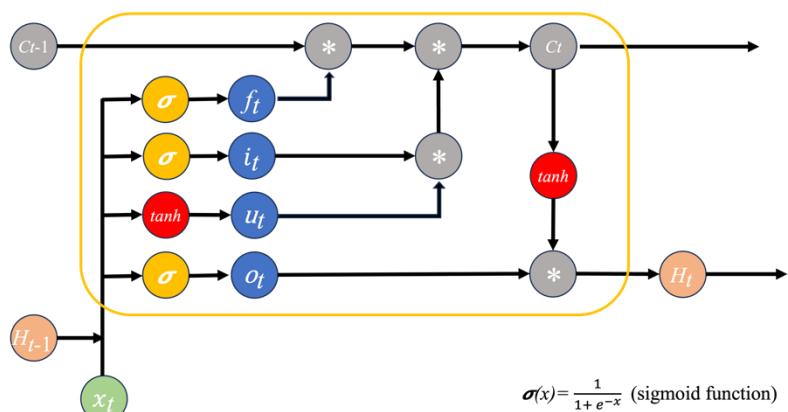 Ct-1 * * Ct
σ ft
σ it * tanh
tanh ut
σ ot * Ht
Ht-1
xt
σ(x)= 1/(1+ e^-x) (sigmoid function)